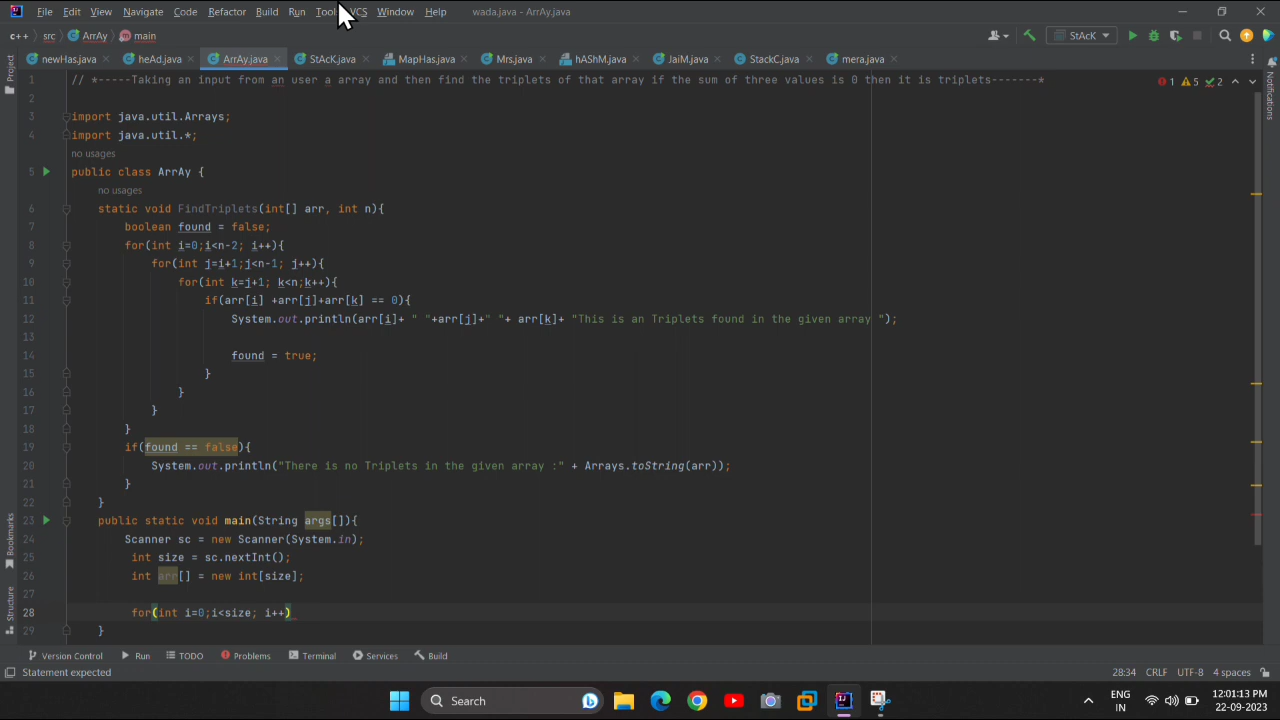 File Edit View Navigate Code Refactor Build Run Tools VCS Window Help wada.java - ArrAy.java
c++ src ArrAy main StAcK
Project newHas.java heAd.java ArrAy.java StAcK.java MapHas.java Mrs.java hAShM.java JaiM.java StackC.java mera.java
1 // *-----Taking an input from an user a array and then find the triplets of that array if the sum of three values is 0 then it is triplets-------* 1 5 2
2
3 import java.util.Arrays;
4 import java.util.*;
no usages
5 public class ArrAy {
no usages
6 static void FindTriplets(int[] arr, int n){
7 boolean found = false;
8 for(int i=0;i<n-2; i++){
9 for(int j=i+1;j<n-1; j++){
10 for(int k=j+1; k<n;k++){
11 if(arr[i] +arr[j]+arr[k] == 0){
12 System.out.println(arr[i]+ " "+arr[j]+" "+ arr[k]+ "This is an Triplets found in the given array ");
13
14 found = true;
15 }
16 }
17 }
18 }
19 if(found == false){
20 System.out.println("There is no Triplets in the given array :" + Arrays.toString(arr));
21 }
22 }
23 public static void main(String args[]){
24 Scanner sc = new Scanner(System.in);
25 int size = sc.nextInt();
26 int arr[] = new int[size];
27
28 for(int i=0;i<size; i++)
29 }
Notifications
Bookmarks
Structure
Version Control Run TODO Problems Terminal Services Build
Statement expected 28:34 CRLF UTF-8 4 spaces
Search ENG IN 12:01:13 PM 22-09-2023